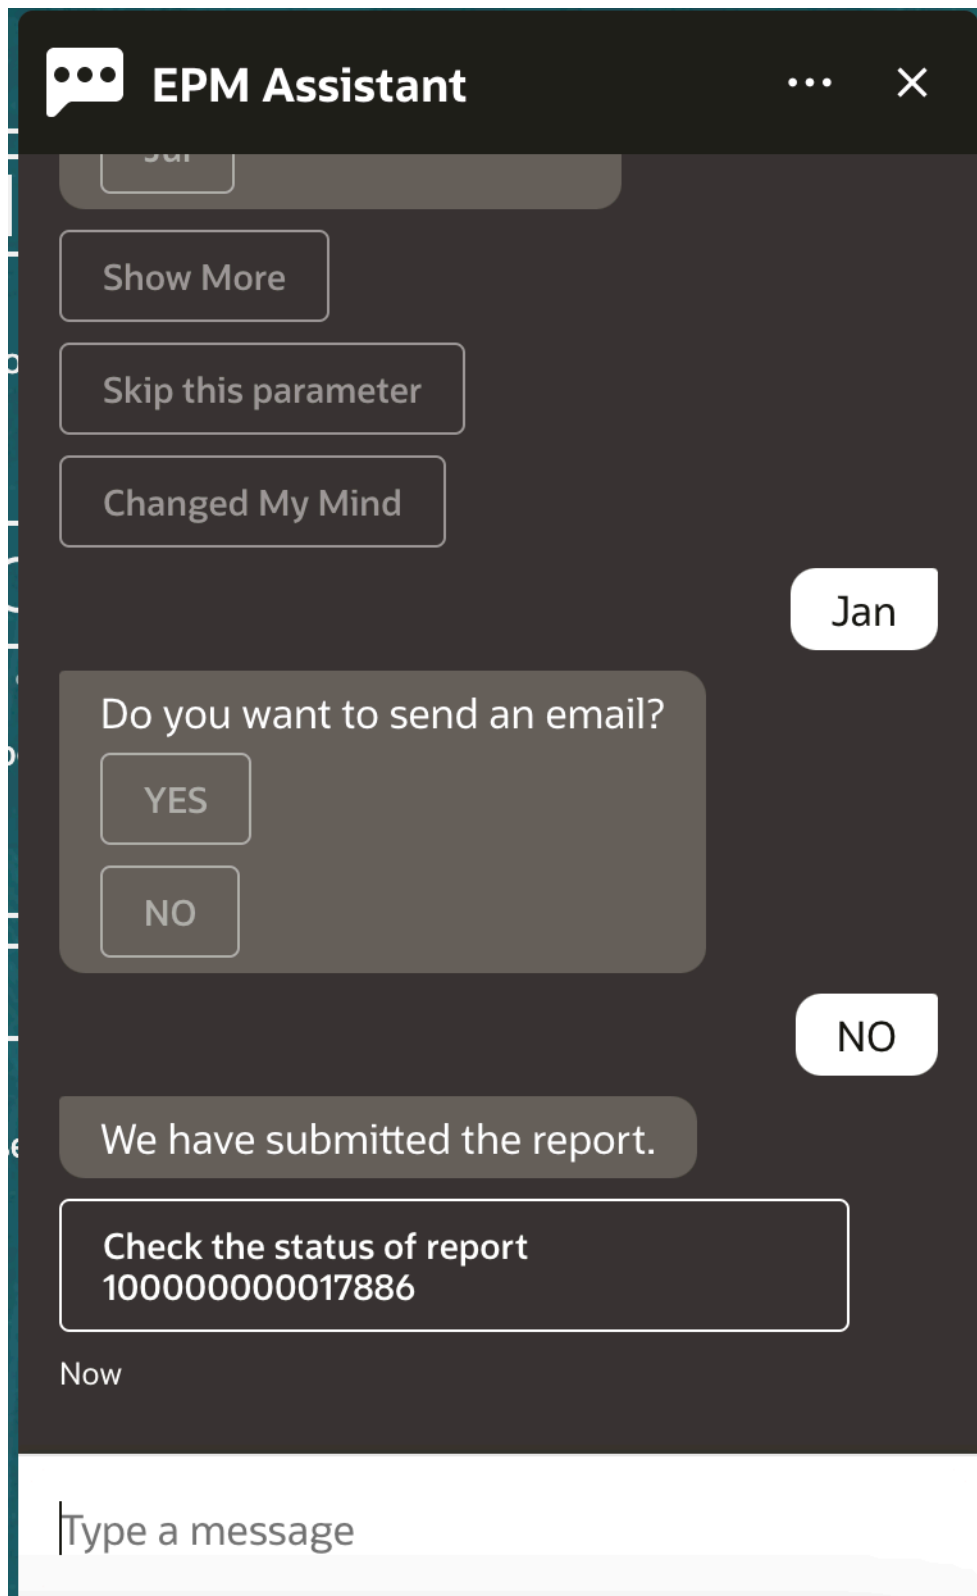 EPM Assistant
Show More
Skip this parameter
Changed My Mind
Jan
Do you want to send an email?
YES
NO
NO
We have submitted the report.
Check the status of report
100000000017886
Now
Type a message